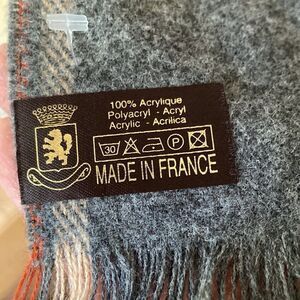 100% Acrylique
Polyacryl - Acryl
Acrylic - Acrilica
30 P
MADE IN FRANCE